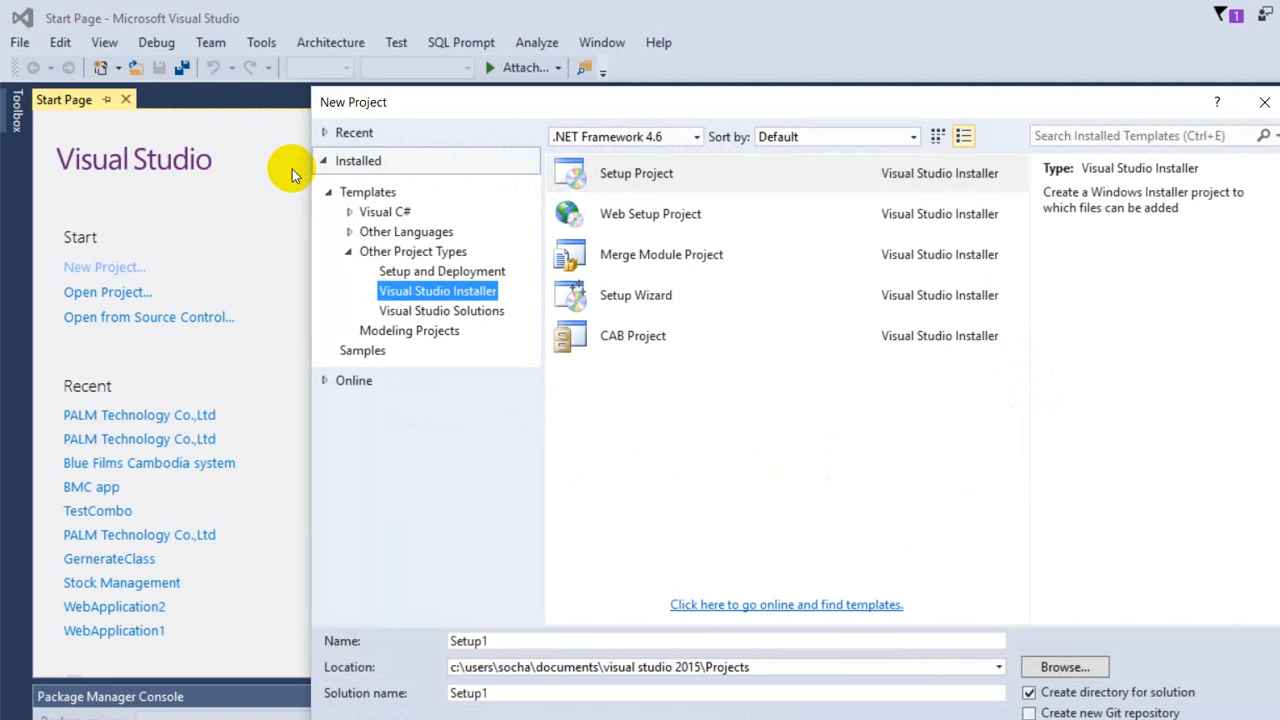 Start Page - Microsoft Visual Studio
1
File Edit View Debug Team Tools Architecture Test SQL Prompt Analyze Window Help
Attach...
Toolbox
Start Page
Visual Studio
Start
New Project...
Open Project...
Open from Source Control...
Recent
PALM Technology Co.,Ltd
PALM Technology Co.,Ltd
Blue Films Cambodia system
BMC app
TestCombo
PALM Technology Co.,Ltd
GernerateClass
Stock Management
WebApplication2
WebApplication1
Package Manager Console
New Project
?
Recent
Installed
Templates
Visual C#
Other Languages
Other Project Types
Setup and Deployment
Visual Studio Installer
Visual Studio Solutions
Modeling Projects
Samples
Online
.NET Framework 4.6 Sort by: Default
Search Installed Templates (Ctrl+E)
Setup Project Visual Studio Installer
Web Setup Project Visual Studio Installer
Merge Module Project Visual Studio Installer
Setup Wizard Visual Studio Installer
CAB Project Visual Studio Installer
Type: Visual Studio Installer
Create a Windows Installer project to
which files can be added
Click here to go online and find templates.
Name: Setup1
Location: c:\users\socha\documents\visual studio 2015\Projects
Browse...
Solution name: Setup1
Create directory for solution
Create new Git repository